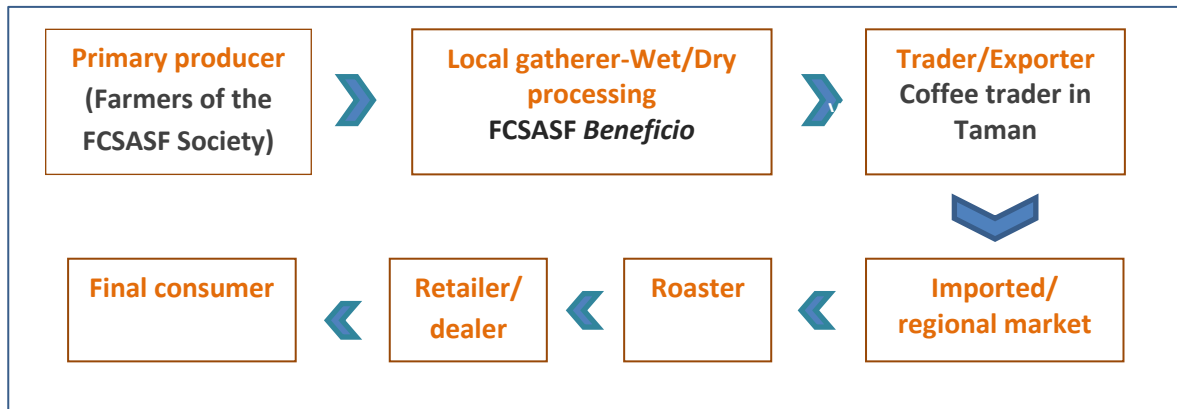 Primary producer
(Farmers of the
FCSASF Society)
Local gatherer-Wet/Dry
processing
FCSASF Beneficio
Trader/Exporter
Coffee trader in
Taman
Final consumer
Retailer/
dealer
Roaster
Imported/
regional market